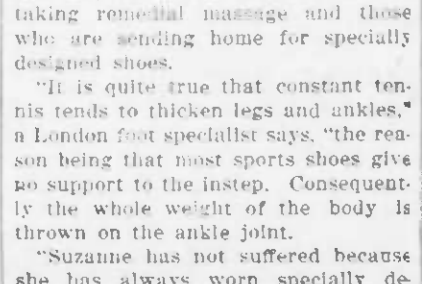 taking remedial massage and those
who are sending home for specially
designed shoes.
"It is quite true that constant ten-
nis tends to thicken legs and ankles,"
a London foot specialist says, "the rea-
son being that most sports shoes give
no support to the instep. Consequent-
ly the whole weight of the body is
thrown on the ankle joint.
"Suzanne has not suffered because
she has always worn specially de-